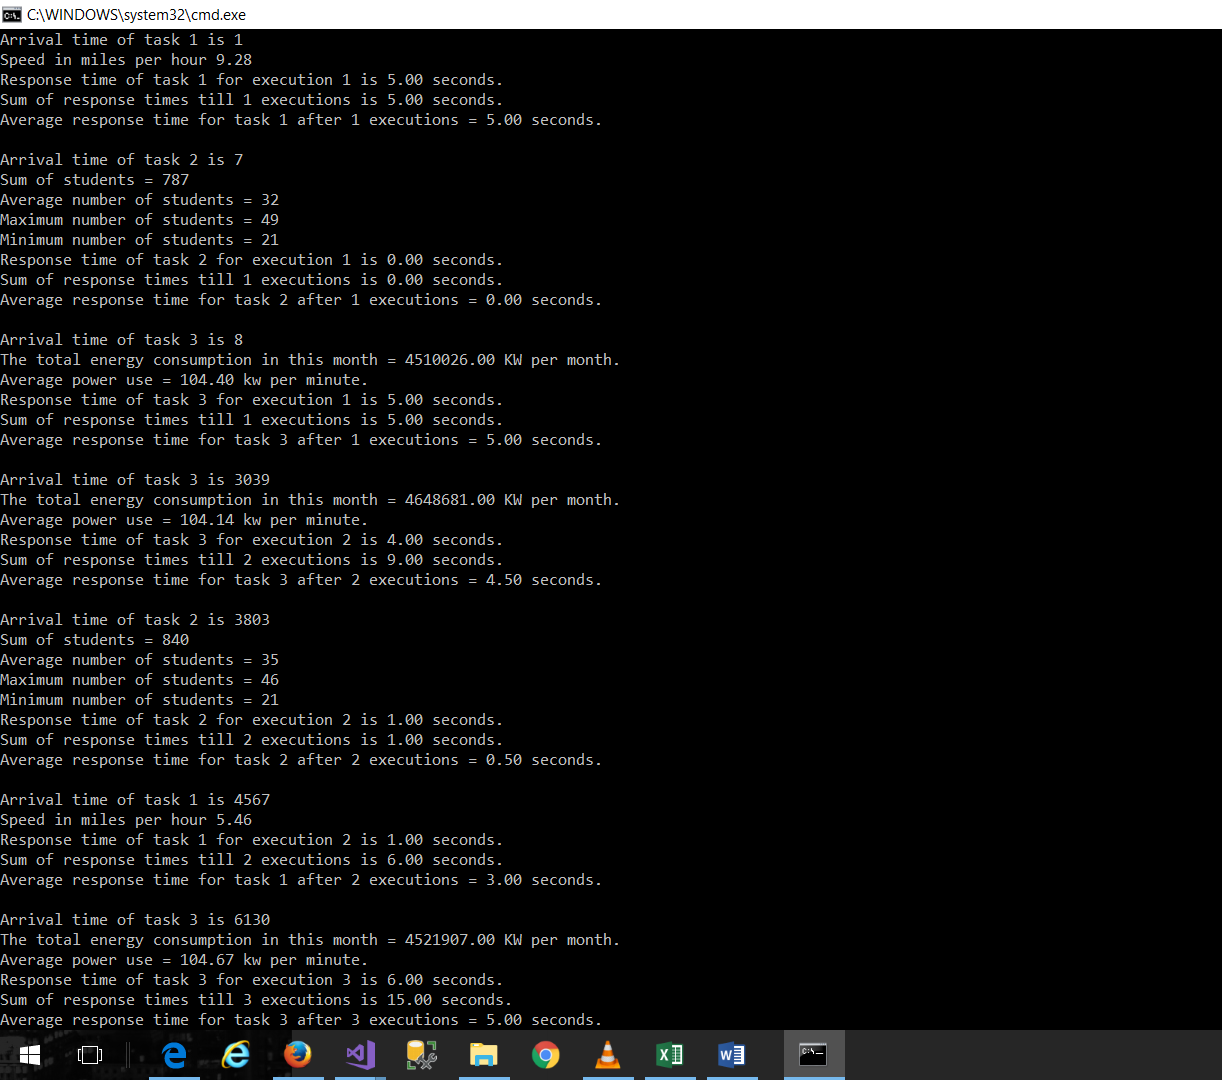 C:\WINDOWS\system32\cmd.exe
Arrival time of task 1 is 1
Speed in miles per hour 9.28
Response time of task 1 for execution 1 is 5.00 seconds.
Sum of response times till 1 executions is 5.00 seconds.
Average response time for task 1 after 1 executions = 5.00 seconds.
Arrival time of task 2 is 7
Sum of students = 787
Average number of students = 32
Maximum number of students = 49
Minimum number of students = 21
Response time of task 2 for execution 1 is 0.00 seconds.
Sum of response times till 1 executions is 0.00 seconds.
Average response time for task 2 after 1 executions = 0.00 seconds.
Arrival time of task 3 is 8
The total energy consumption in this month = 4510026.00 KW per month.
Average power use = 104.40 kw per minute.
Response time of task 3 for execution 1 is 5.00 seconds.
Sum of response times till 1 executions is 5.00 seconds.
Average response time for task 3 after 1 executions = 5.00 seconds.
Arrival time of task 3 is 3039
The total energy consumption in this month = 4648681.00 KW per month.
Average power use = 104.14 kw per minute.
Response time of task 3 for execution 2 is 4.00 seconds.
Sum of response times till 2 executions is 9.00 seconds.
Average response time for task 3 after 2 executions = 4.50 seconds.
Arrival time of task 2 is 3803
Sum of students = 840
Average number of students = 35
Maximum number of students = 46
Minimum number of students = 21
Response time of task 2 for execution 2 is 1.00 seconds.
Sum of response times till 2 executions is 1.00 seconds.
Average response time for task 2 after 2 executions = 0.50 seconds.
Arrival time of task 1 is 4567
Speed in miles per hour 5.46
Response time of task 1 for execution 2 is 1.00 seconds.
Sum of response times till 2 executions is 6.00 seconds.
Average response time for task 1 after 2 executions = 3.00 seconds.
Arrival time of task 3 is 6130
The total energy consumption in this month = 4521907.00 KW per month.
Average power use = 104.67 kw per minute.
Response time of task 3 for execution 3 is 6.00 seconds.
Sum of response times till 3 executions is 15.00 seconds.
Average response time for task 3 after 3 executions = 5.00 seconds.